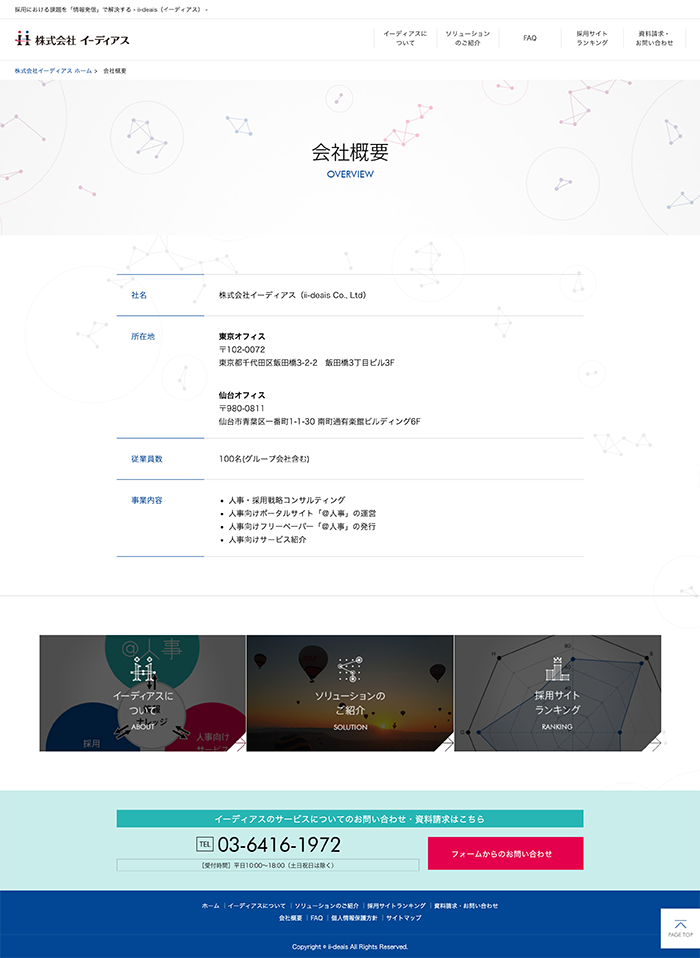 採用における課題を「情報発信」で解決する - ii-deais（イーディアス） -
株式会社 イーディアス
イーディアスに
ついて
ソリューション
のご紹介
FAQ
採用サイト
ランキング
資料請求・
お問い合わせ
株式会社イーディアス ホーム > 会社概要
会社概要
OVERVIEW
社名
株式会社イーディアス（ii-deais Co., Ltd）
所在地
東京オフィス
〒102-0072
東京都千代田区飯田橋3-2-2 飯田橋3丁目ビル3F
仙台オフィス
〒980-0811
仙台市青葉区一番町1-1-30 南町通有楽館ビルディング6F
従業員数
100名(グループ会社含む)
事業内容
• 人事・採用戦略コンサルティング
• 人事向けポータルサイト「＠人事」の運営
• 人事向けフリーペーパー「＠人事」の発行
• 人事向けサービス紹介
@人事
イーディアスに
ついて
ABOUT
ナレッジ
採用
人事向け
サービス
ソリューションの
ご紹介
SOLUTION
H
B
80
採用サイト
ランキング
RANKING
G
イーディアスのサービスについてのお問い合わせ・資料請求はこちら
TEL 03-6416-1972
［受付時間］平日10:00〜18:00（土日祝日は除く）
フォームからのお問い合わせ
ホーム | イーディアスについて | ソリューションのご紹介 | 採用サイトランキング | 資料請求・お問い合わせ
会社概要 | FAQ | 個人情報保護方針 | サイトマップ
PAGE TOP
Copyright © ii-deais All Rights Reserved.